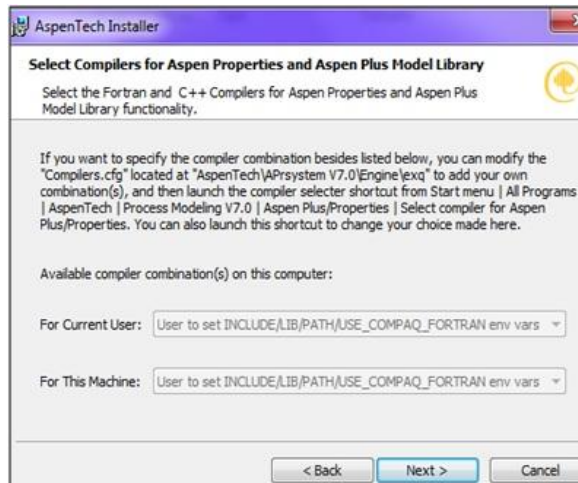 AspenTech Installer
Select Compilers for Aspen Properties and Aspen Plus Model Library
Select the Fortran and C++ Compilers for Aspen Properties and Aspen Plus
Model Library functionality.
If you want to specify the compiler combination besides listed below, you can modify the
"Compilers.cfg" located at "AspenTech\APrsystem V7.0\Engine\exq" to add your own
combination(s), and then launch the compiler selecter shortcut from Start menu | All Programs
| AspenTech | Process Modeling V7.0 | Aspen Plus/Properties | Select compiler for Aspen
Plus/Properties. You can also launch this shortcut to change your choice made here.
Available compiler combination(s) on this computer:
For Current User: User to set INCLUDE/LIB/PATH/USE_COMPAQ_FORTRAN env vars
For This Machine: User to set INCLUDE/LIB/PATH/USE_COMPAQ_FORTRAN env vars
< Back Next > Cancel